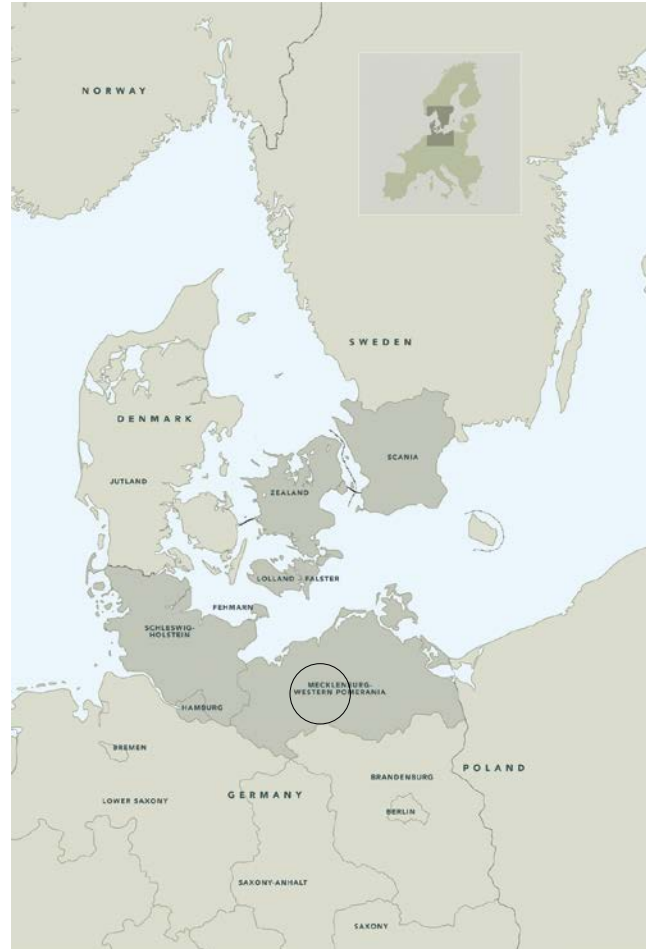 NORWAY
SWEDEN
DENMARK
SCANIA
JUTLAND
ZEALAND
LOLLAND - FALSTER
FEHMARN
SCHLESWIG-
HOLSTEIN
MECKLENBURG-
WESTERN POMERANIA
HAMBURG
BREMEN
POLAND
BRANDENBURG
GERMANY
LOWER SAXONY
BERLIN
SAXONY-ANHALT
SAXONY